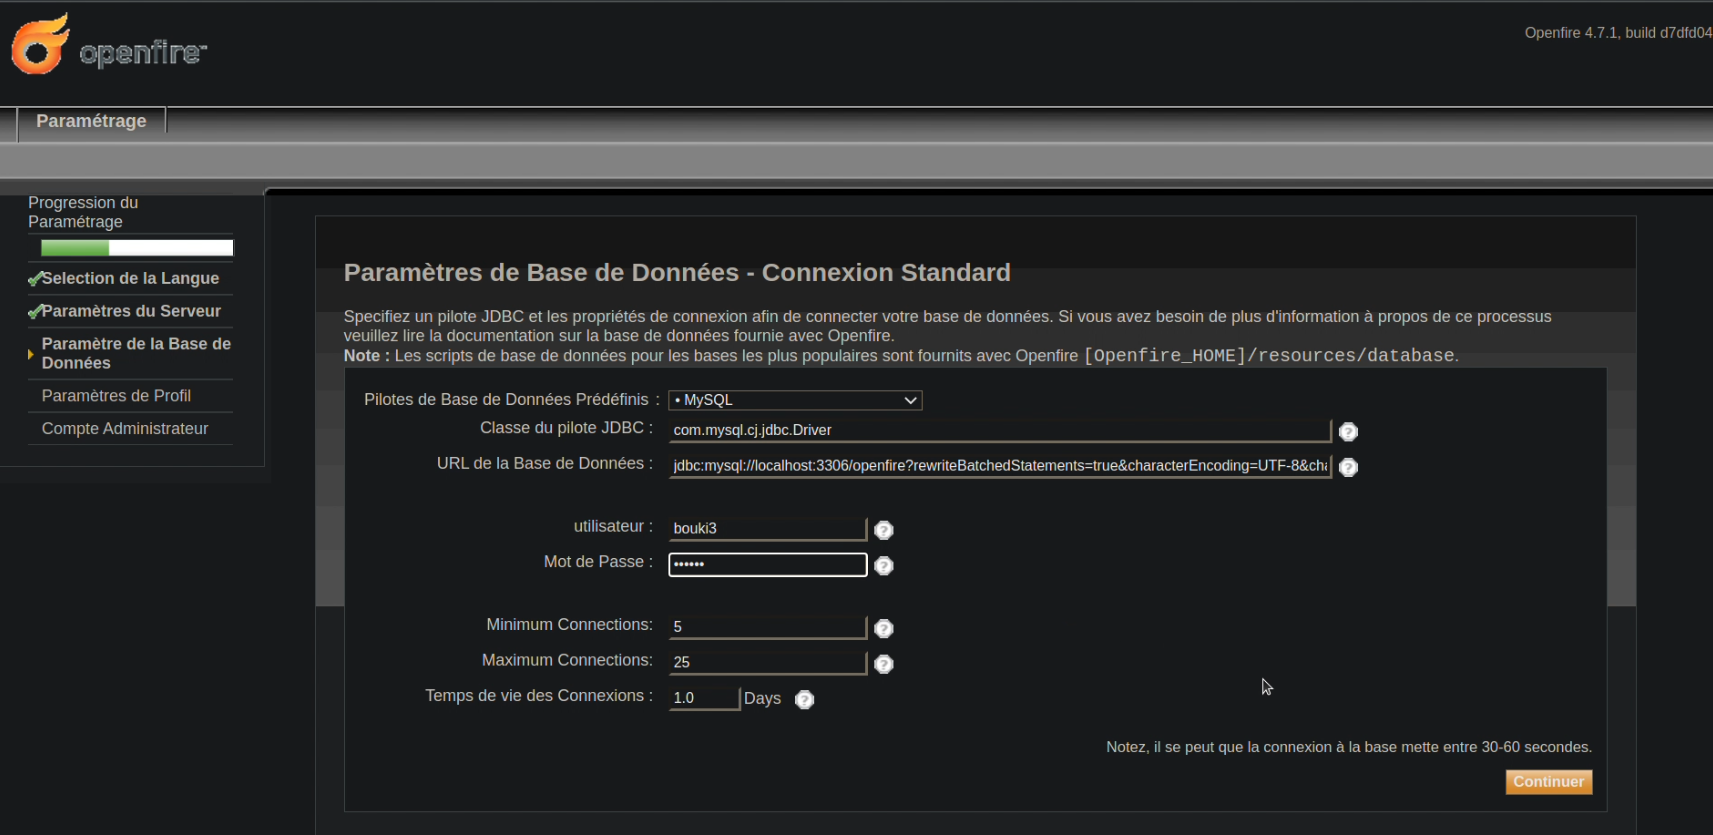 openfire
Openfire 4.7.1, build d7dfd04
Paramétrage
Progression du
Paramétrage
Selection de la Langue
Paramètres du Serveur
Paramètre de la Base de
Données
Paramètres de Profil
Compte Administrateur
Paramètres de Base de Données - Connexion Standard
Specifiez un pilote JDBC et les propriétés de connexion afin de connecter votre base de données. Si vous avez besoin de plus d'information à propos de ce processus
veuillez lire la documentation sur la base de données fournie avec Openfire.
Note : Les scripts de base de données pour les bases les plus populaires sont fournits avec Openfire [Openfire_HOME]/resources/database.
Pilotes de Base de Données Prédéfinis : • MySQL
Classe du pilote JDBC : com.mysql.cj.jdbc.Driver ?
URL de la Base de Données : jdbc:mysql://localhost:3306/openfire?rewriteBatchedStatements=true&characterEncoding=UTF-8&cha ?
utilisateur : bouki3 ?
Mot de Passe : •••••• ?
Minimum Connections: 5 ?
Maximum Connections: 25 ?
Temps de vie des Connexions : 1.0 Days ?
Notez, il se peut que la connexion à la base mette entre 30-60 secondes.
Continuer